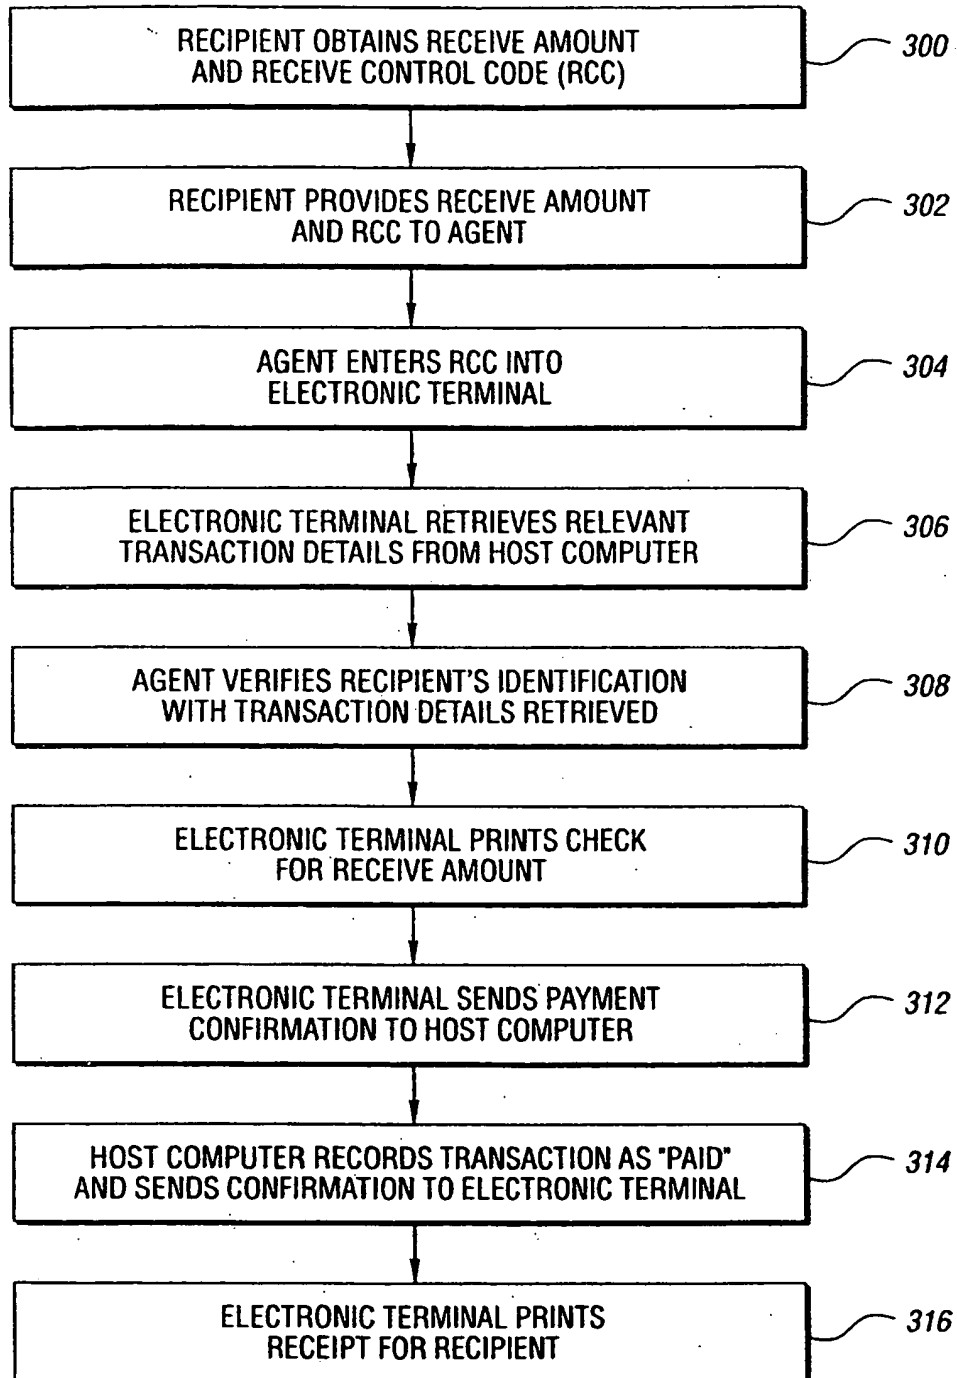 RECIPIENT OBTAINS RECEIVE AMOUNT
AND RECEIVE CONTROL CODE (RCC)
300
RECIPIENT PROVIDES RECEIVE AMOUNT
AND RCC TO AGENT
302
AGENT ENTERS RCC INTO
ELECTRONIC TERMINAL
304
ELECTRONIC TERMINAL RETRIEVES RELEVANT
TRANSACTION DETAILS FROM HOST COMPUTER
306
AGENT VERIFIES RECIPIENT'S IDENTIFICATION
WITH TRANSACTION DETAILS RETRIEVED
308
ELECTRONIC TERMINAL PRINTS CHECK
FOR RECEIVE AMOUNT
310
ELECTRONIC TERMINAL SENDS PAYMENT
CONFIRMATION TO HOST COMPUTER
312
HOST COMPUTER RECORDS TRANSACTION AS "PAID"
AND SENDS CONFIRMATION TO ELECTRONIC TERMINAL
314
ELECTRONIC TERMINAL PRINTS
RECEIPT FOR RECIPIENT
316